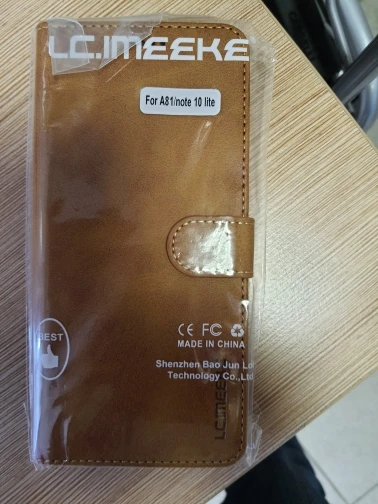 LC.IMEEKE
For A81/note 10 lite
BEST
CE FC
MADE IN CHINA
Shenzhen Bao Jun Lo
Technology Co.,Ltd
LC.IMEEKE